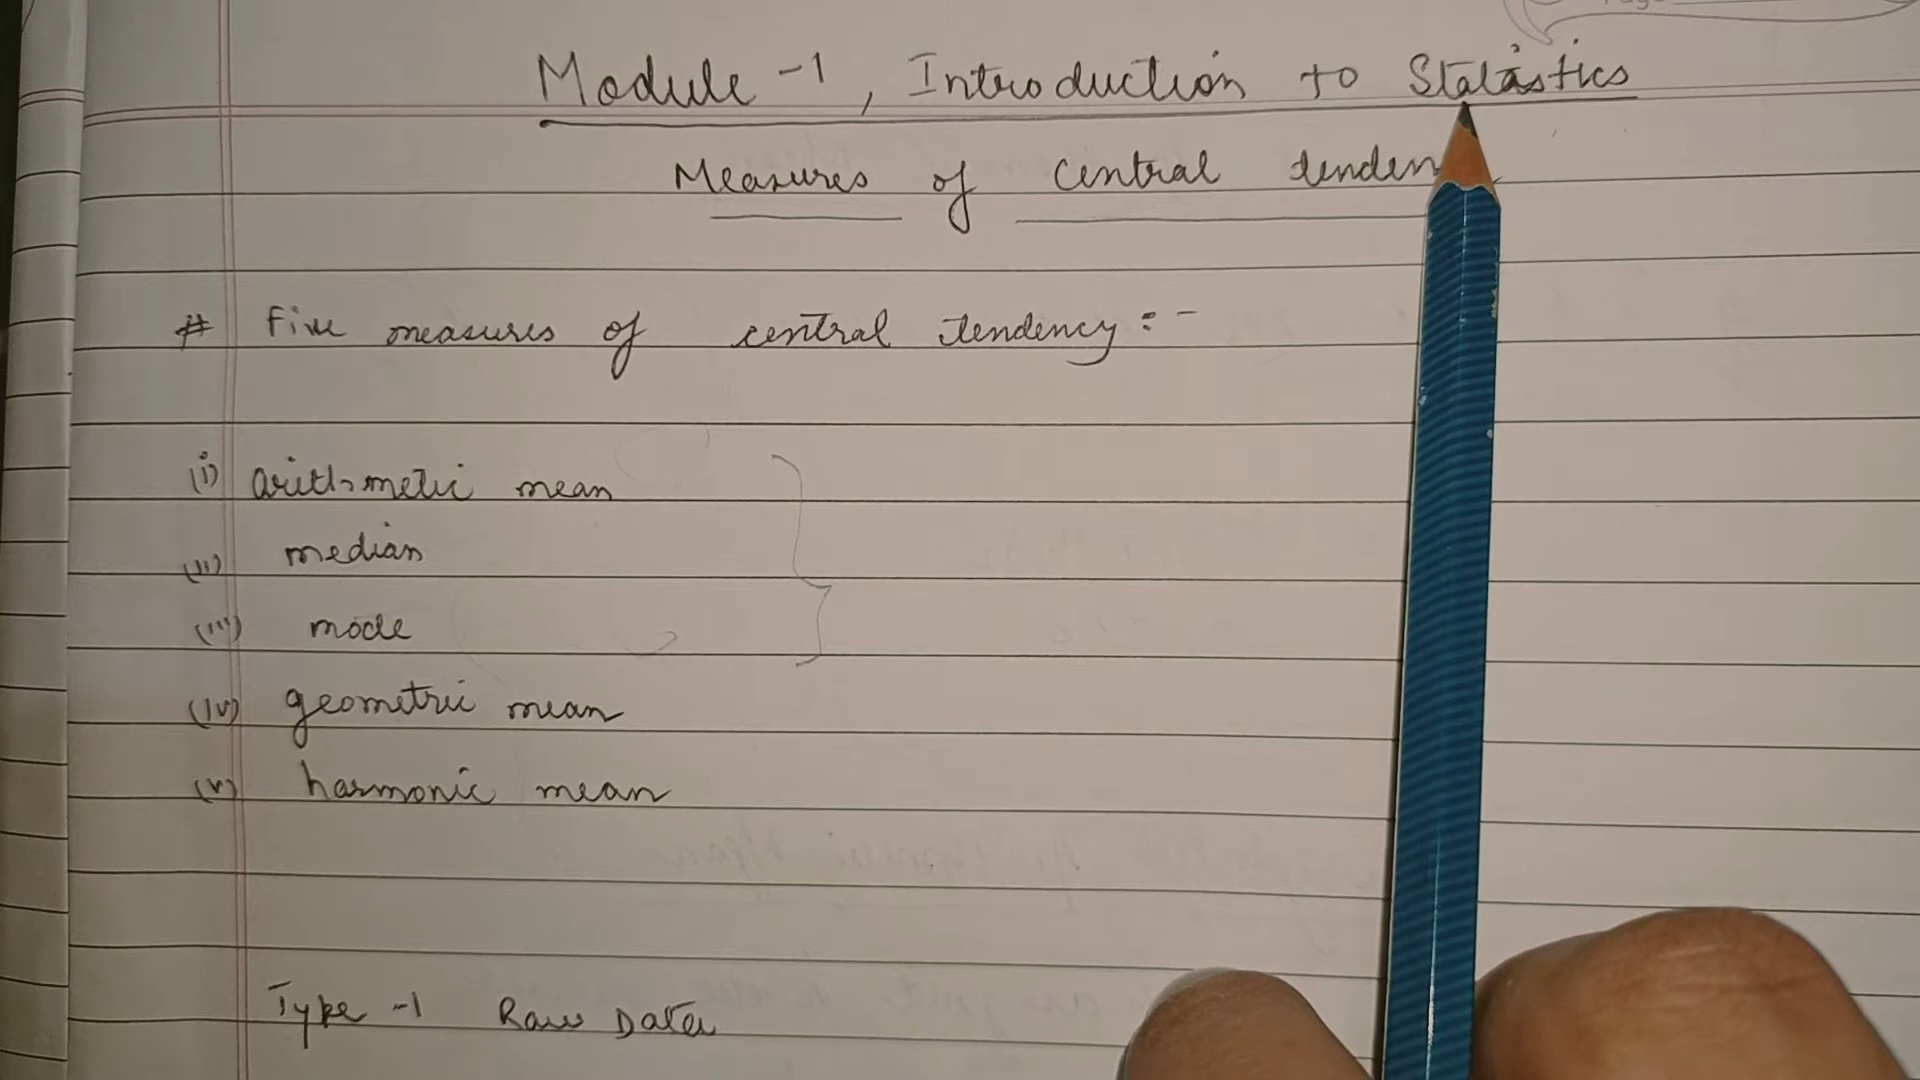 Module -1, Introduction to Statistics
Measures of central tenden
# Five measures of central tendency:-
(i) arithmetic mean
(ii) median
(iii) mode
(iv) geometric mean
(v) harmonic mean
Type -1 Raw Data